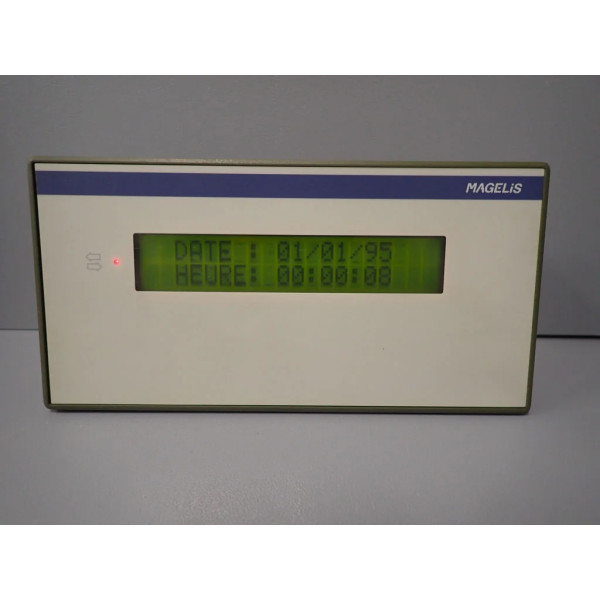 MAGELiS
DATE : 01/01/95
HEURE: 00:00:08